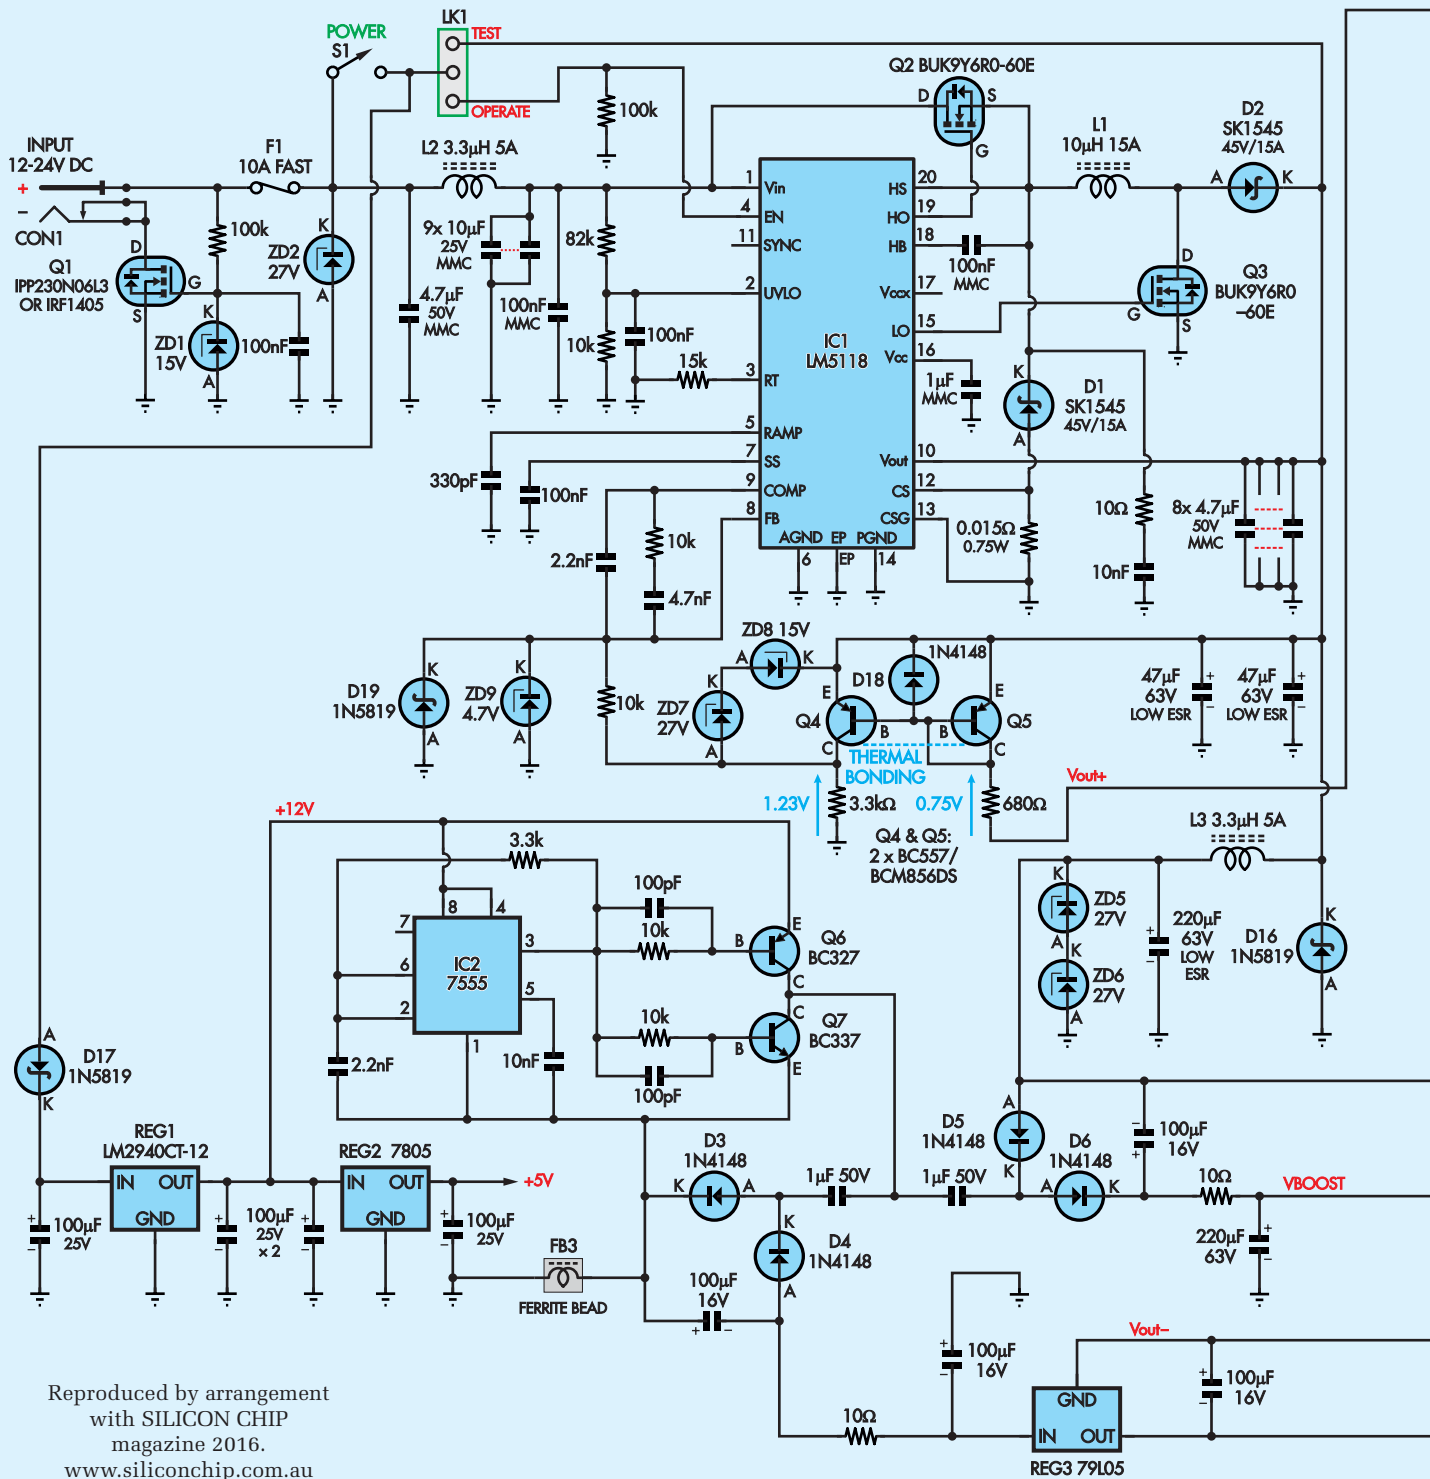 LK1
TEST
POWER
S1
OPERATE
100k
Q2 BUK9Y6R0-60E
D
S
G
INPUT
12-24V DC
+
–
CON1
F1
10A FAST
L2 3.3µH 5A
L1
10µH 15A
D2
SK1545
45V/15A
A
K
Q1
IPP230N06L3
OR IRF1405
D
G
S
100k
K
ZD1
15V
A
100nF
K
ZD2
27V
A
4.7µF
50V
MMC
9x 10µF
25V
MMC
100nF
MMC
82k
10k
100nF
15k
1
Vin
4
EN
11
SYNC
2
UVLO
3
RT
5
RAMP
7
SS
9
COMP
8
FB
IC1
LM5118
20
HS
19
HO
18
HB
17
Vccx
15
LO
16
Vcc
10
Vout
12
CS
13
CSG
AGND
EP
PGND
6
EP
14
100nF
MMC
1µF
MMC
D
Q3
BUK9Y6R0
–60E
G
S
K
D1
SK1545
45V/15A
A
330pF
100nF
2.2nF
10k
4.7nF
0.015Ω
0.75W
10Ω
10nF
8x 4.7µF
50V
MMC
K
D19
1N5819
A
K
ZD9
4.7V
A
10k
ZD8 15V
A
K
K
ZD7
27V
A
1N4148
D18
E
Q4
B
C
E
Q5
B
C
THERMAL
BONDING
1.23V
3.3kΩ
0.75V
680Ω
Q4 & Q5:
2 x BC557/
BCM856DS
47µF
63V
LOW ESR
+
–
47µF
63V
LOW ESR
+
–
Vout+
+12V
3.3k
L3 3.3µH 5A
7
8
4
6
2
3
5
1
IC2
7555
100pF
10k
10k
100pF
B
E
Q6
BC327
C
C
Q7
BC337
B
E
2.2nF
10nF
K
ZD5
27V
A
K
ZD6
27V
A
220µF
63V
LOW
ESR
+
–
K
D16
1N5819
A
A
D17
1N5819
K
REG1
LM2940CT-12
IN
OUT
GND
REG2 7805
IN
OUT
GND
+5V
+
–
100µF
25V
+
–
100µF
25V
× 2
+
–
+
–
100µF
25V
FB3
FERRITE BEAD
D3
1N4148
K
A
K
D4
1N4148
A
1µF 50V
1µF 50V
100µF
16V
+
–
A
D5
1N4148
K
D6
1N4148
A
K
–
+
100µF
16V
10Ω
VBOOST
220µF
63V
+
–
Vout–
+
–
100µF
16V
10Ω
GND
IN
OUT
REG3 79L05
+
–
100µF
16V
Reproduced by arrangement
with SILICON CHIP
magazine 2016.
www.siliconchip.com.au